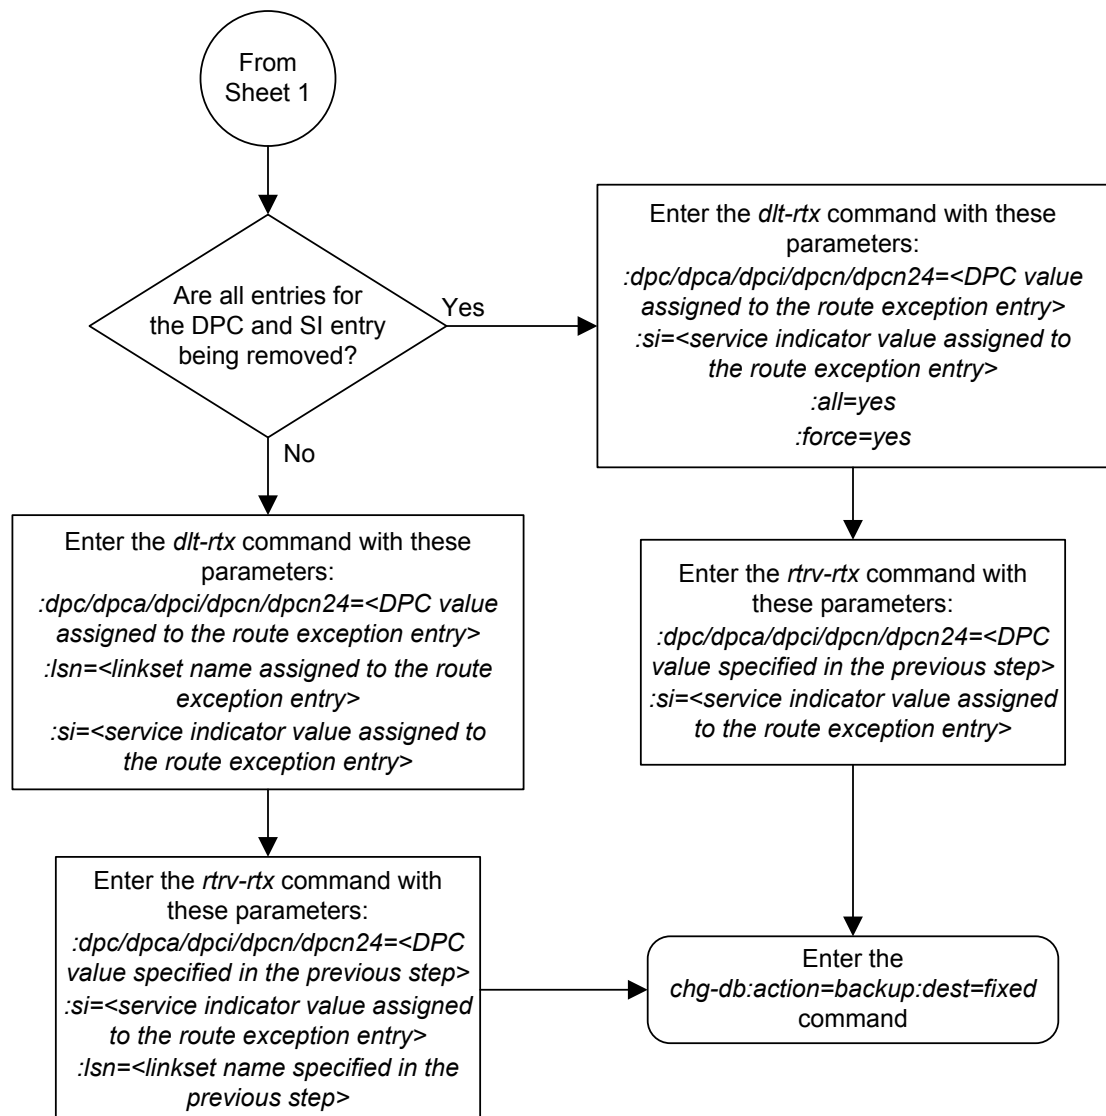 From
Sheet 1
Are all entries for
the DPC and SI entry
being removed?
Yes
No
Enter the dlt-rtx command with these
parameters:
:dpc/dpca/dpci/dpcn/dpcn24=<DPC value
assigned to the route exception entry>
:si=<service indicator value assigned to
the route exception entry>
:all=yes
:force=yes
Enter the dlt-rtx command with these
parameters:
:dpc/dpca/dpci/dpcn/dpcn24=<DPC value
assigned to the route exception entry>
:lsn=<linkset name assigned to the route
exception entry>
:si=<service indicator value assigned to
the route exception entry>
Enter the rtrv-rtx command with
these parameters:
:dpc/dpca/dpci/dpcn/dpcn24=<DPC
value specified in the previous step>
:si=<service indicator value assigned
to the route exception entry>
Enter the rtrv-rtx command with
these parameters:
:dpc/dpca/dpci/dpcn/dpcn24=<DPC
value specified in the previous step>
:si=<service indicator value assigned
to the route exception entry>
:lsn=<linkset name specified in the
previous step>
Enter the
chg-db:action=backup:dest=fixed
command